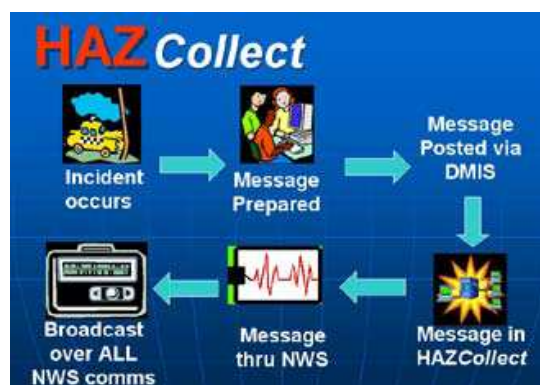 HAZ Collect
Incident
occurs
Message
Prepared
Message
Posted via
DMIS
Message in
HAZCollect
Message
thru NWS
Broadcast
over ALL
NWS comms